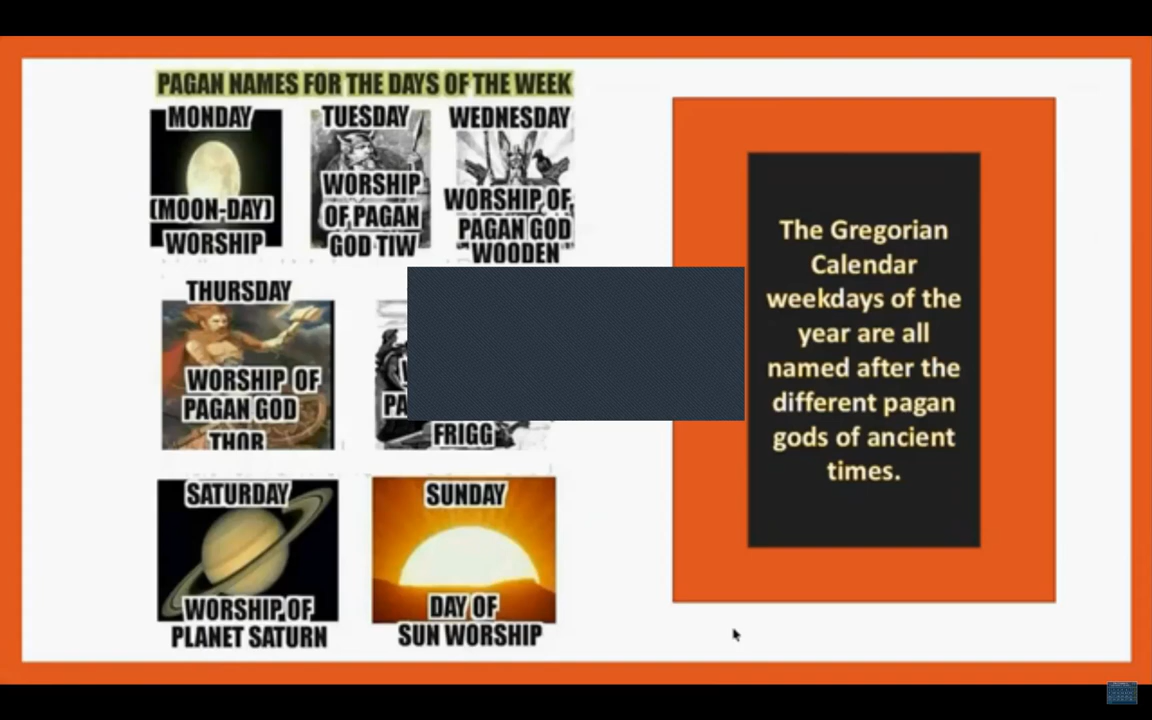 PAGAN NAMES FOR THE DAYS OF THE WEEK
MONDAY
(MOON-DAY)
WORSHIP
TUESDAY
WORSHIP
OF PAGAN
GOD TIW
WEDNESDAY
WORSHIP OF
PAGAN GOD
WOODEN
THURSDAY
WORSHIP OF
PAGAN GOD
THOR
FRIGG
SATURDAY
WORSHIP OF
PLANET SATURN
SUNDAY
DAY OF
SUN WORSHIP
The Gregorian
Calendar
weekdays of the
year are all
named after the
different pagan
gods of ancient
times.